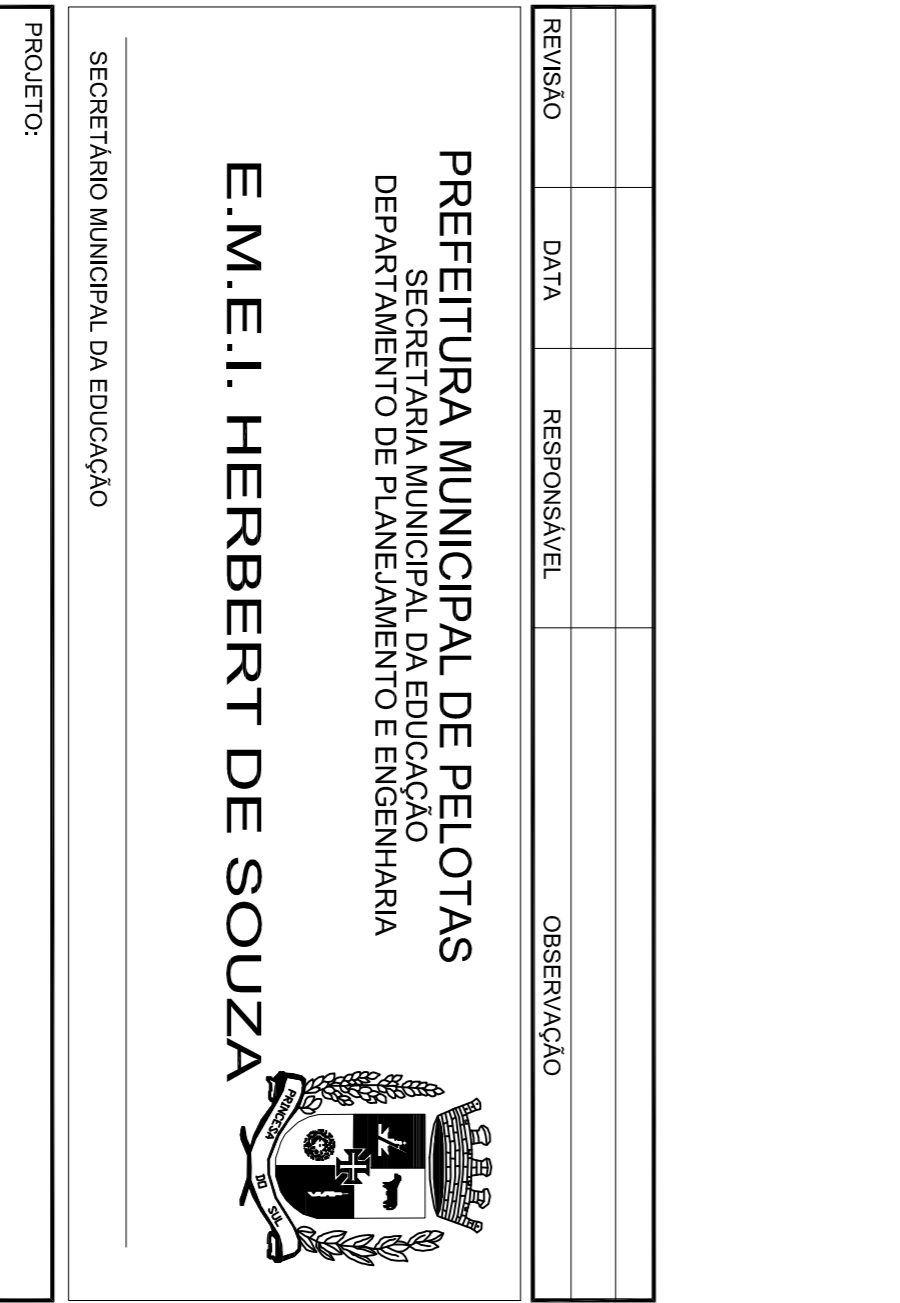 REVISÃO DATA RESPONSÁVEL OBSERVAÇÃO
PREFEITURA MUNICIPAL DE PELOTAS
SECRETARIA MUNICIPAL DA EDUCAÇÃO
DEPARTAMENTO DE PLANEJAMENTO E ENGENHARIA
E.M.E.I. HERBERT DE SOUZA
PRINCESA DO SUL
SECRETÁRIO MUNICIPAL DA EDUCAÇÃO
PROJETO: